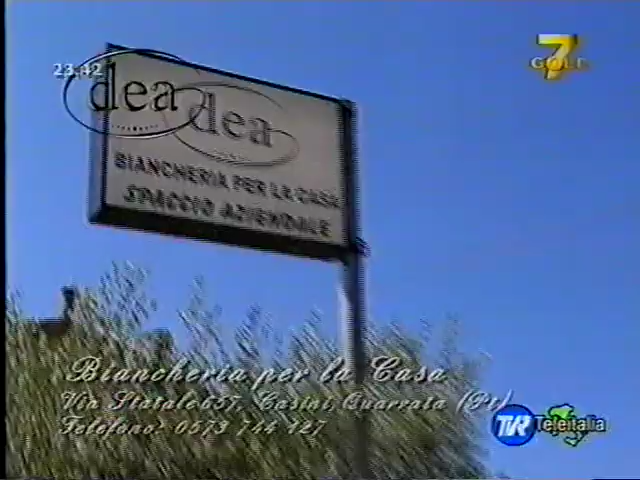 23:42
7
GOLD
dea
dea
BIANCHERIA PER LA CASA
SPACCIO AZIENDALE
Biancheria per la Casa
Via Statale 657, Casini, Quarrata (Pt)
Telefono: 0573 744 127
TVR Teleitalia